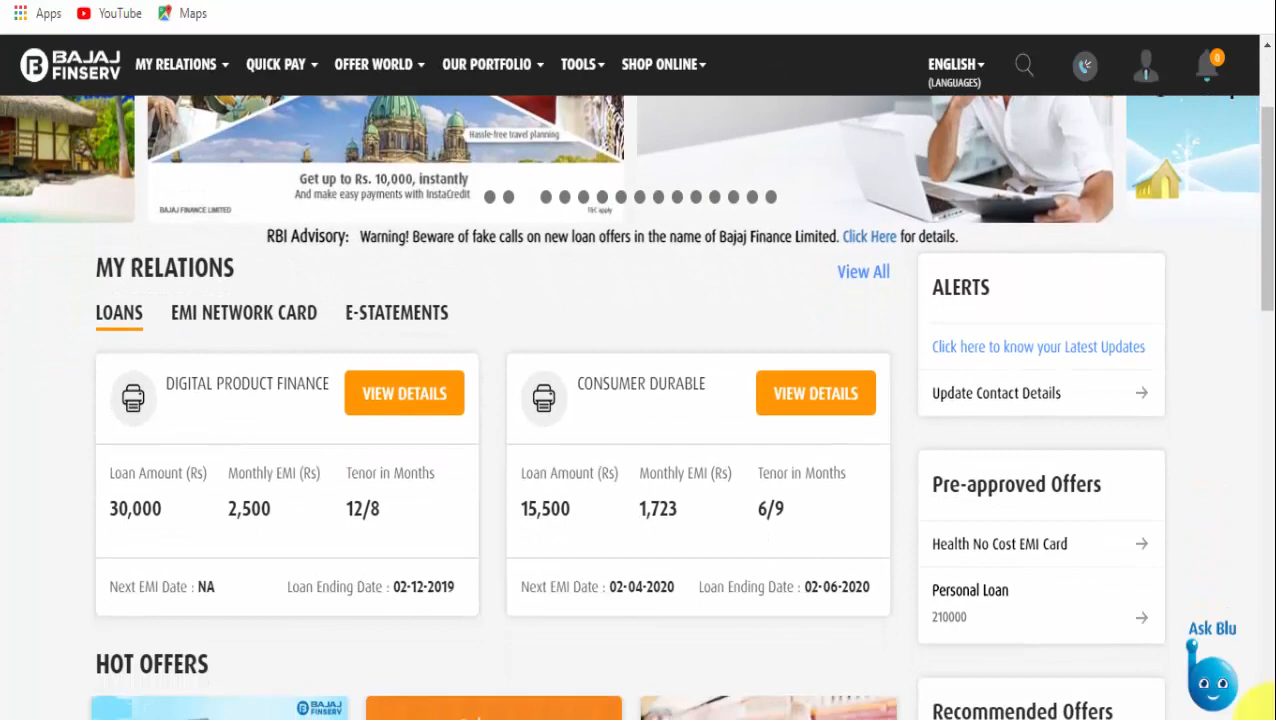 Apps YouTube Maps
BAJAJ FINSERV MY RELATIONS QUICK PAY OFFER WORLD OUR PORTFOLIO TOOLS SHOP ONLINE ENGLISH (LANGUAGES) 0
Hassle-free travel planning
Get up to Rs. 10,000, instantly
And make easy payments with InstaCredit
BAJAJ FINANCE LIMITED T&C apply
RBI Advisory: Warning! Beware of fake calls on new loan offers in the name of Bajaj Finance Limited. Click Here for details.
MY RELATIONS View All
LOANS EMI NETWORK CARD E-STATEMENTS
DIGITAL PRODUCT FINANCE VIEW DETAILS
Loan Amount (Rs) Monthly EMI (Rs) Tenor in Months
30,000 2,500 12/8
Next EMI Date : NA Loan Ending Date : 02-12-2019
CONSUMER DURABLE VIEW DETAILS
Loan Amount (Rs) Monthly EMI (Rs) Tenor in Months
15,500 1,723 6/9
Next EMI Date : 02-04-2020 Loan Ending Date : 02-06-2020
ALERTS
Click here to know your Latest Updates
Update Contact Details
Pre-approved Offers
Health No Cost EMI Card
Personal Loan
210000
Ask Blu
HOT OFFERS
BAJAJ FINSERV
Recommended Offers